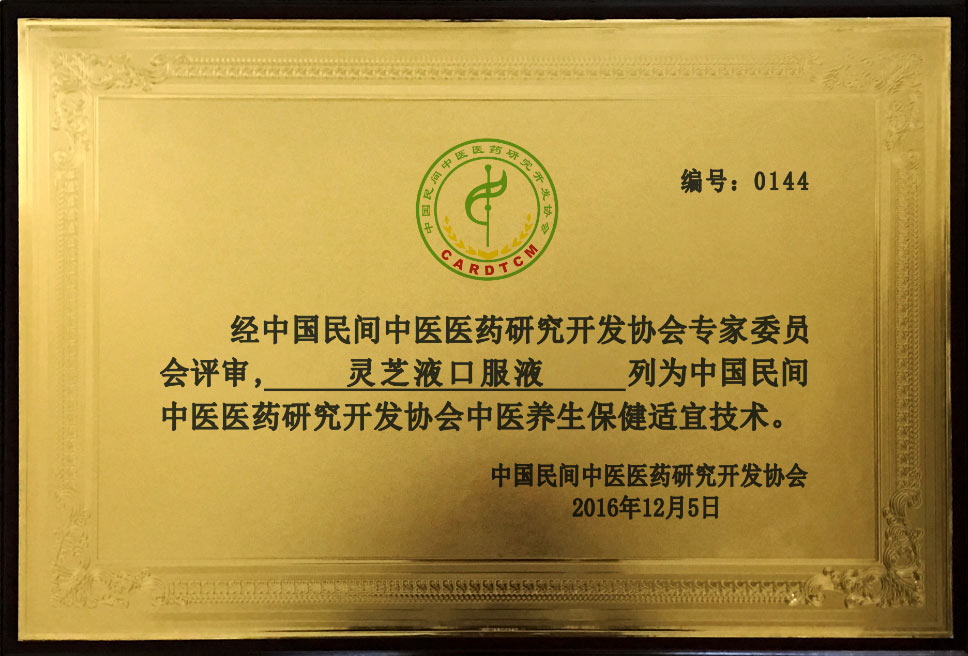 中国民间中医医药研究开发协会
CARDTCM
编号：0144
经中国民间中医医药研究开发协会专家委员
会评审，灵芝液口服液列为中国民间
中医医药研究开发协会中医养生保健适宜技术。
中国民间中医医药研究开发协会
2016年12月5日